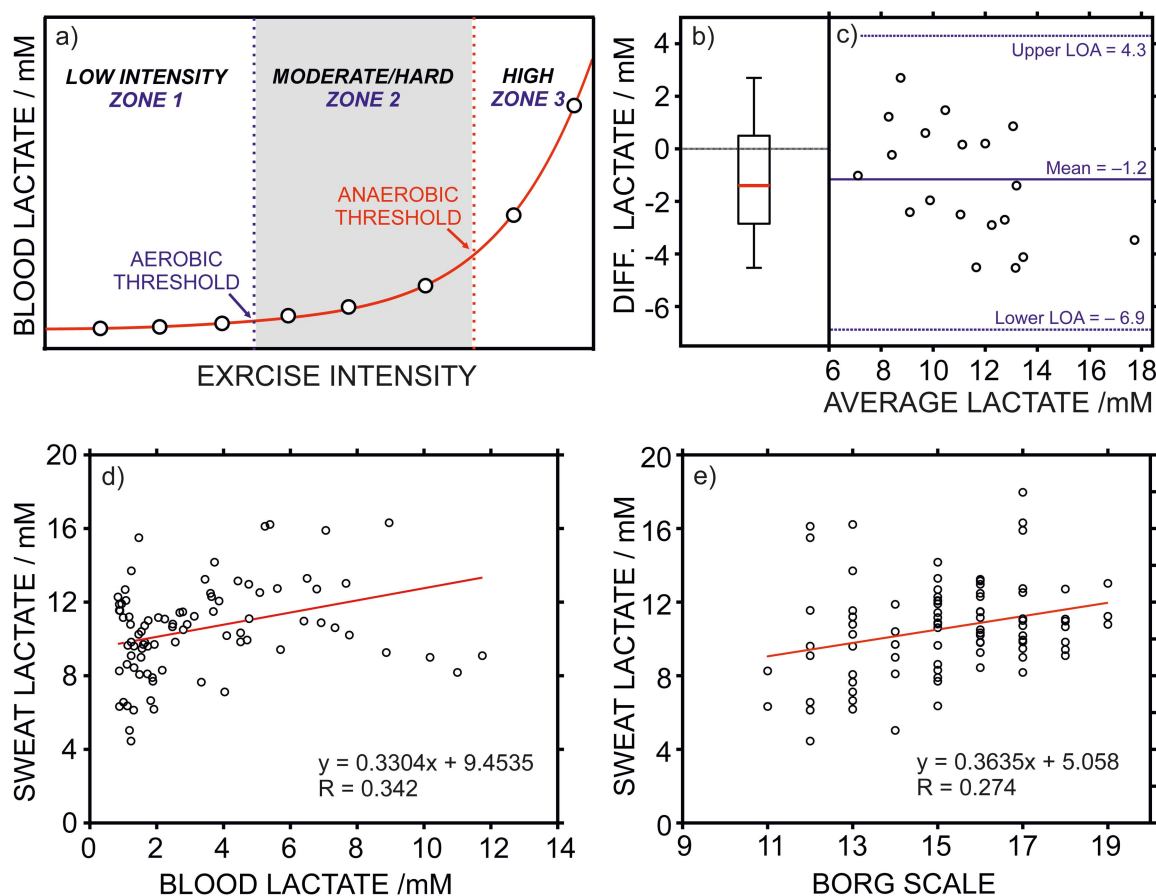 a)
BLOOD LACTATE / mM
LOW INTENSITY
ZONE 1
MODERATE/HARD
ZONE 2
HIGH
ZONE 3
AEROBIC
THRESHOLD
ANAEROBIC
THRESHOLD
EXRCISE INTENSITY
b)
DIFF. LACTATE / mM
4
2
0
-2
-4
-6
c)
Upper LOA = 4.3
Mean = –1.2
Lower LOA = – 6.9
6 8 10 12 14 16 18
AVERAGE LACTATE /mM
d)
SWEAT LACTATE / mM
20
16
12
8
4
0
y = 0.3304x + 9.4535
R = 0.342
0 2 4 6 8 10 12 14
BLOOD LACTATE /mM
e)
SWEAT LACTATE / mM
20
16
12
8
4
0
y = 0.3635x + 5.058
R = 0.274
9 11 13 15 17 19
BORG SCALE